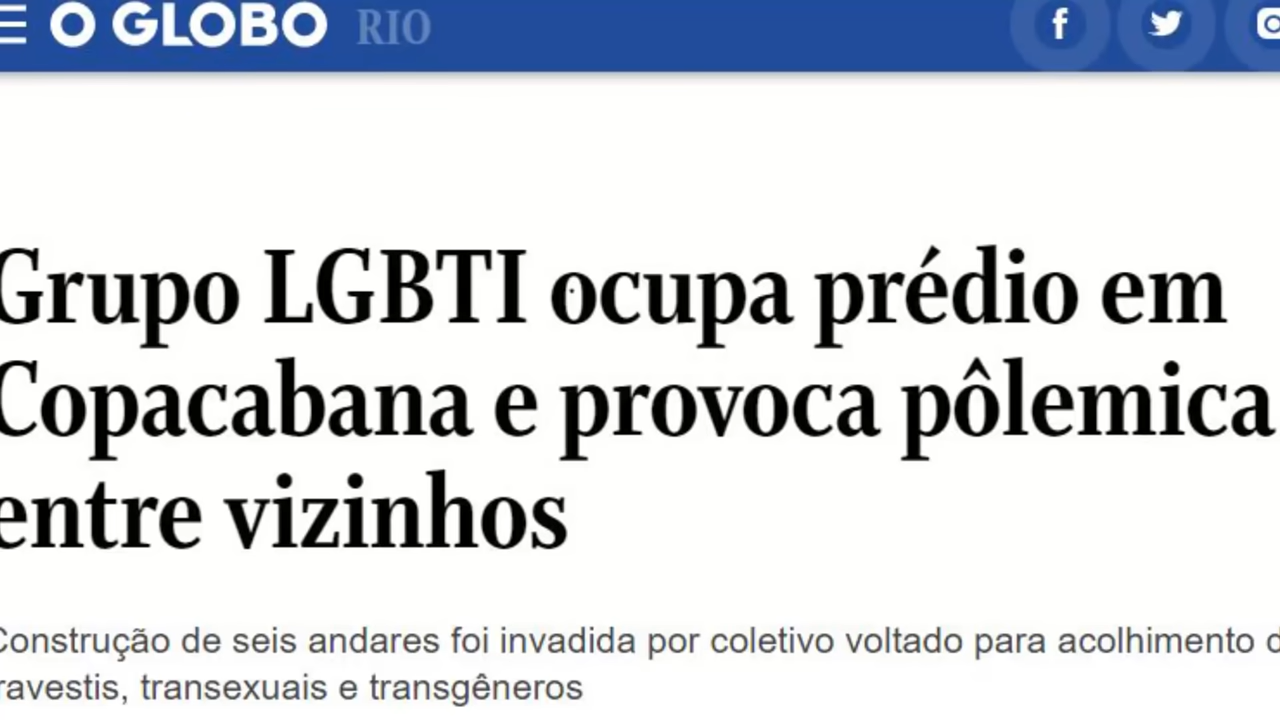 O GLOBO RIO
Grupo LGBTI ocupa prédio em
Copacabana e provoca pôlemica
entre vizinhos
Construção de seis andares foi invadida por coletivo voltado para acolhimento d
ravestis, transexuais e transgêneros